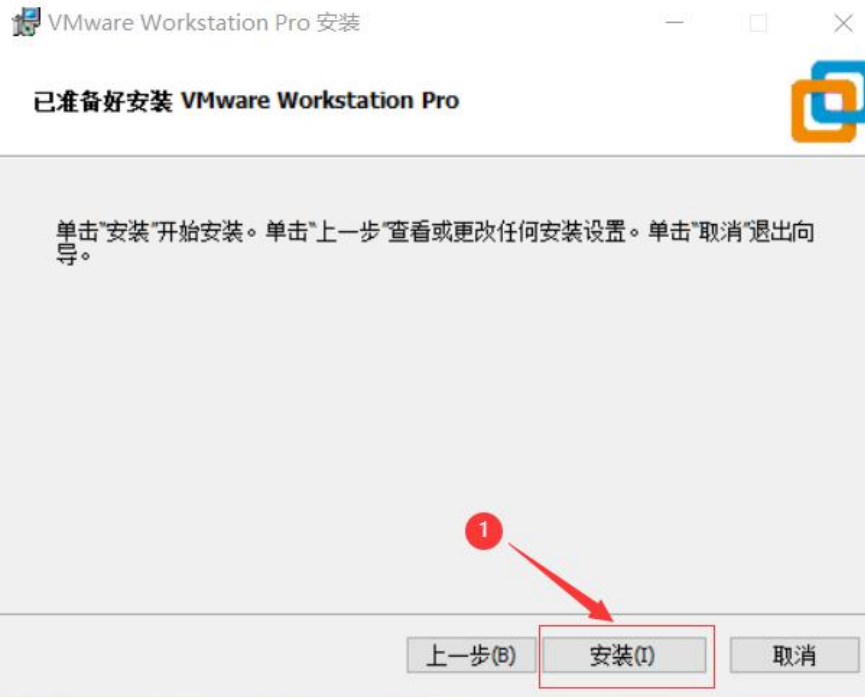 VMware Workstation Pro 安装
已准备好安装 VMware Workstation Pro
单击"安装"开始安装。单击"上一步"查看或更改任何安装设置。单击"取消"退出向
导。
1
上一步(B) 安装(I) 取消